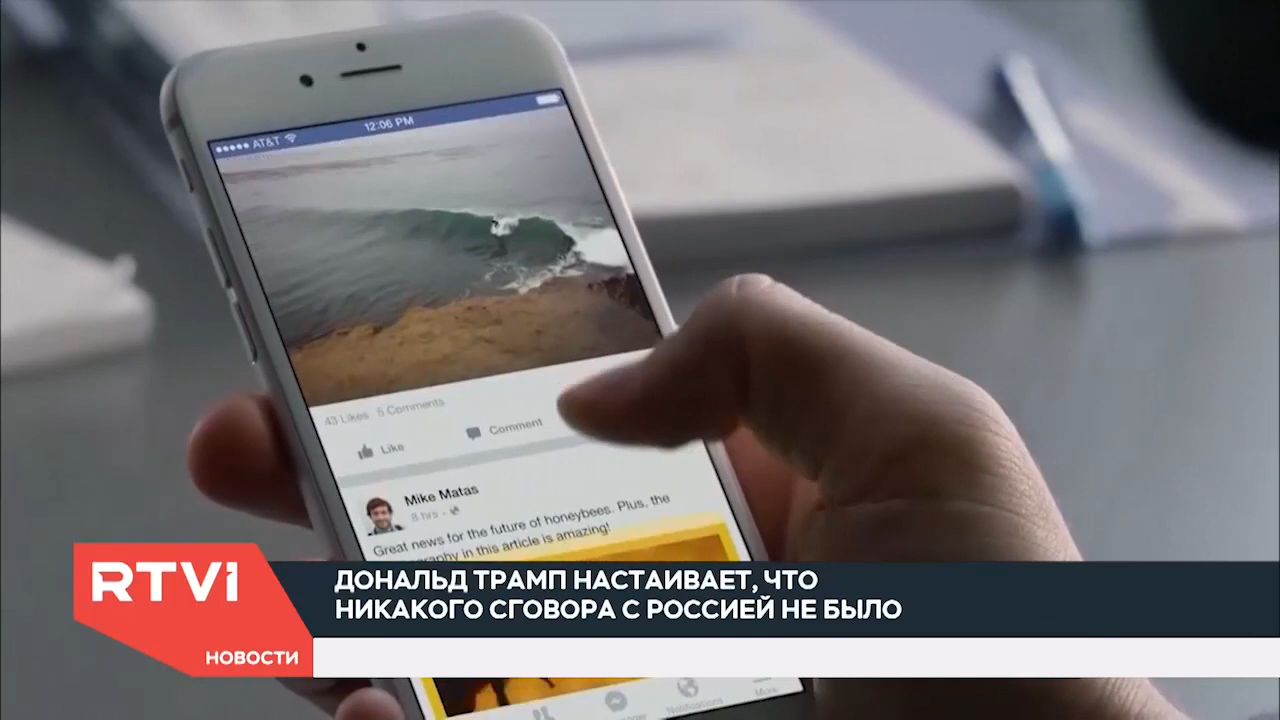 AT&T
12:06 PM
43 Likes 5 Comments
Like
Comment
Mike Matas
8 hrs
Great news for the future of honeybees. Plus, the
in this article is amazing!
RTVI
НОВОСТИ
ДОНАЛЬД ТРАМП НАСТАИВАЕТ, ЧТО
НИКАКОГО СГОВОРА С РОССИЕЙ НЕ БЫЛО
Notifications
More